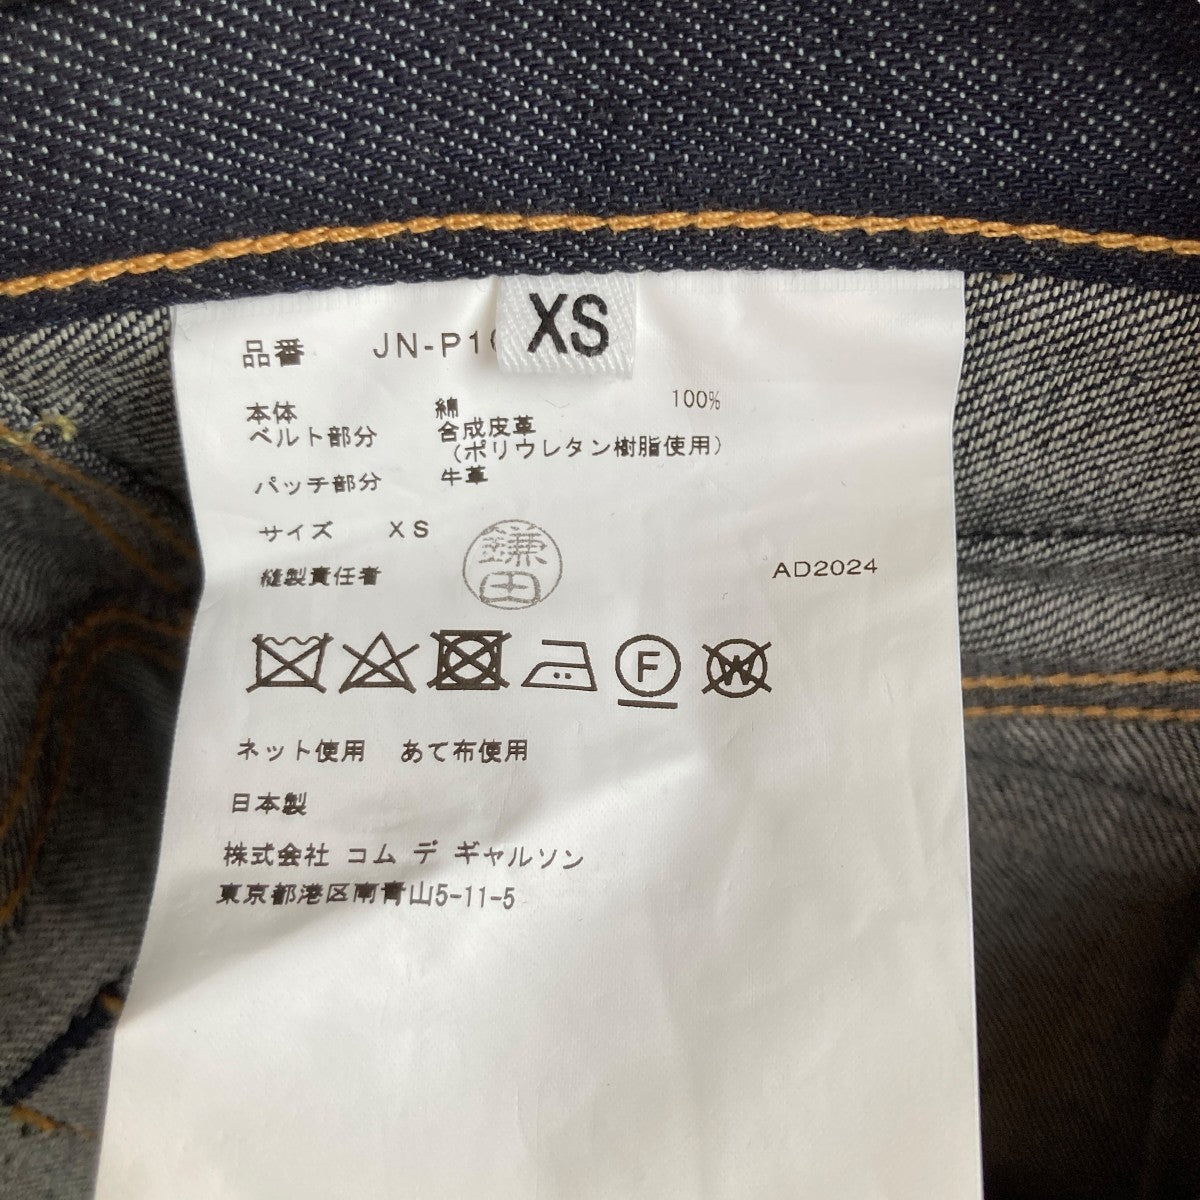 XS
品番 JN-P1
本体 綿 100%
ベルト部分 合成皮革
(ポリウレタン樹脂使用)
パッチ部分 牛革
サイズ XS
縫製責任者 鎌田 AD2024
F W
ネット使用 あて布使用
日本製
株式会社 コム デ ギャルソン
東京都港区南青山5-11-5